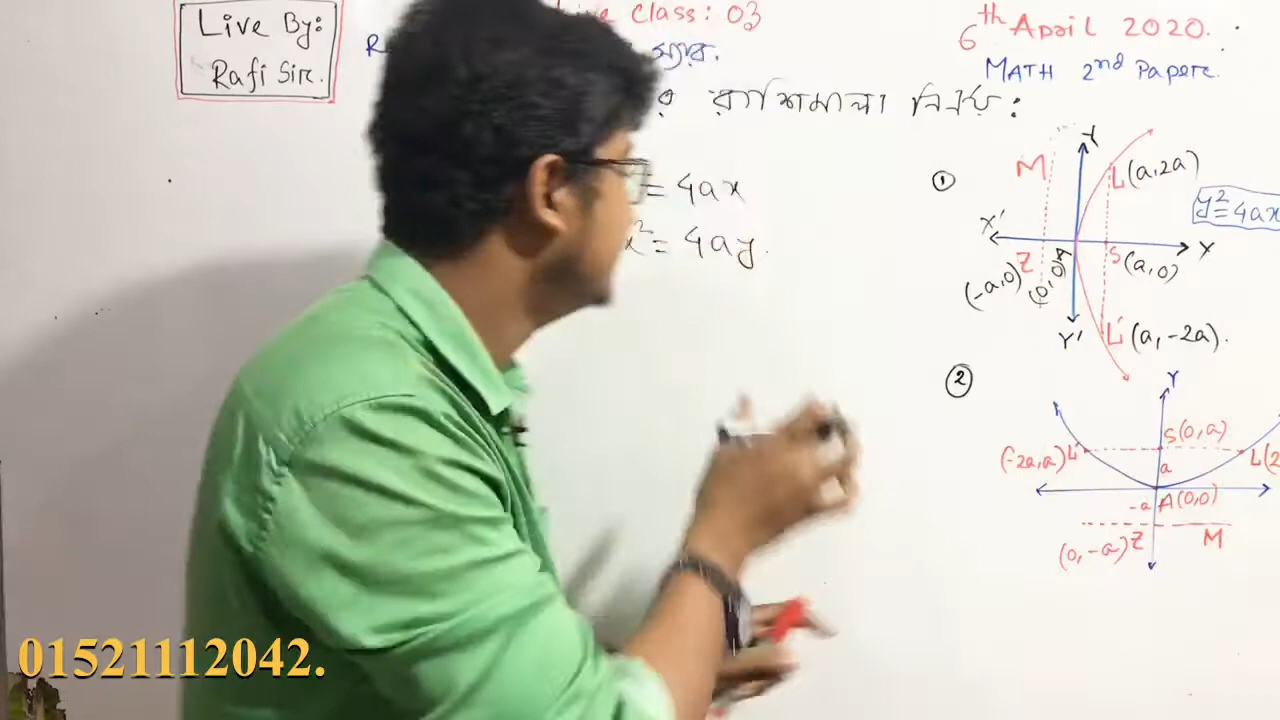 Live By:
Rafi Sir.
Class: 03
স্যার.
6th April 2020.
MATH 2nd Paper.
র রাশিমালা নির্ণয়:
= 4ax
x² = 4ay.
①
Y
M
L(a,2a)
y²=4ax
X'
X
Z
S(a,0)
(-a,0)
(0,0)A
Y'
L'(a,-2a).
②
Y
S(0,a)
(-2a,a)L'
L(2
a
A(0,0)
-a
(0,-a)Z
M
01521112042.